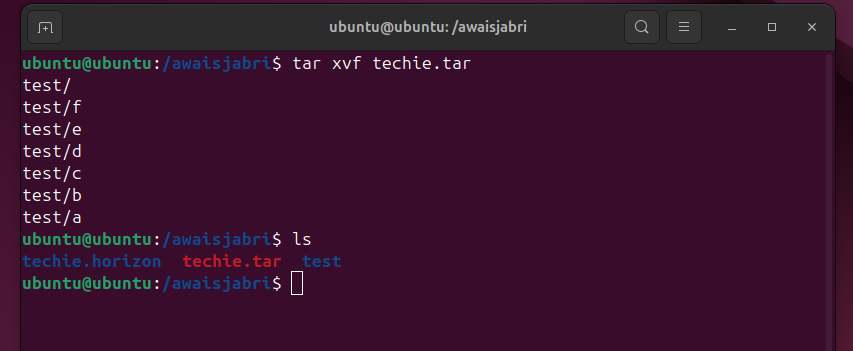 ubuntu@ubuntu: /awaisjabri
ubuntu@ubuntu:/awaisjabri$ tar xvf techie.tar
test/
test/f
test/e
test/d
test/c
test/b
test/a
ubuntu@ubuntu:/awaisjabri$ ls
techie.horizon  techie.tar  test
ubuntu@ubuntu:/awaisjabri$